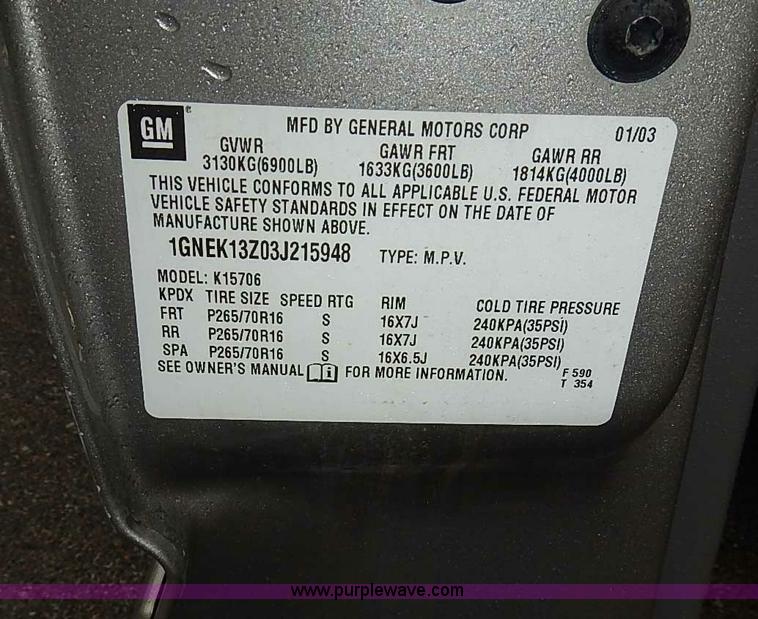 GM ® MFD BY GENERAL MOTORS CORP 01/03
GVWR GAWR FRT GAWR RR
3130KG(6900LB) 1633KG(3600LB) 1814KG(4000LB)
THIS VEHICLE CONFORMS TO ALL APPLICABLE U.S. FEDERAL MOTOR
VEHICLE SAFETY STANDARDS IN EFFECT ON THE DATE OF
MANUFACTURE SHOWN ABOVE.
1GNEK13Z03J215948 TYPE: M.P.V.
MODEL: K15706
KPDX TIRE SIZE SPEED RTG RIM COLD TIRE PRESSURE
FRT P265/70R16 S 16X7J 240KPA(35PSI)
RR P265/70R16 S 16X7J 240KPA(35PSI)
SPA P265/70R16 S 16X6.5J 240KPA(35PSI)
SEE OWNER'S MANUAL i FOR MORE INFORMATION. F 590
T 354
www.purplewave.com